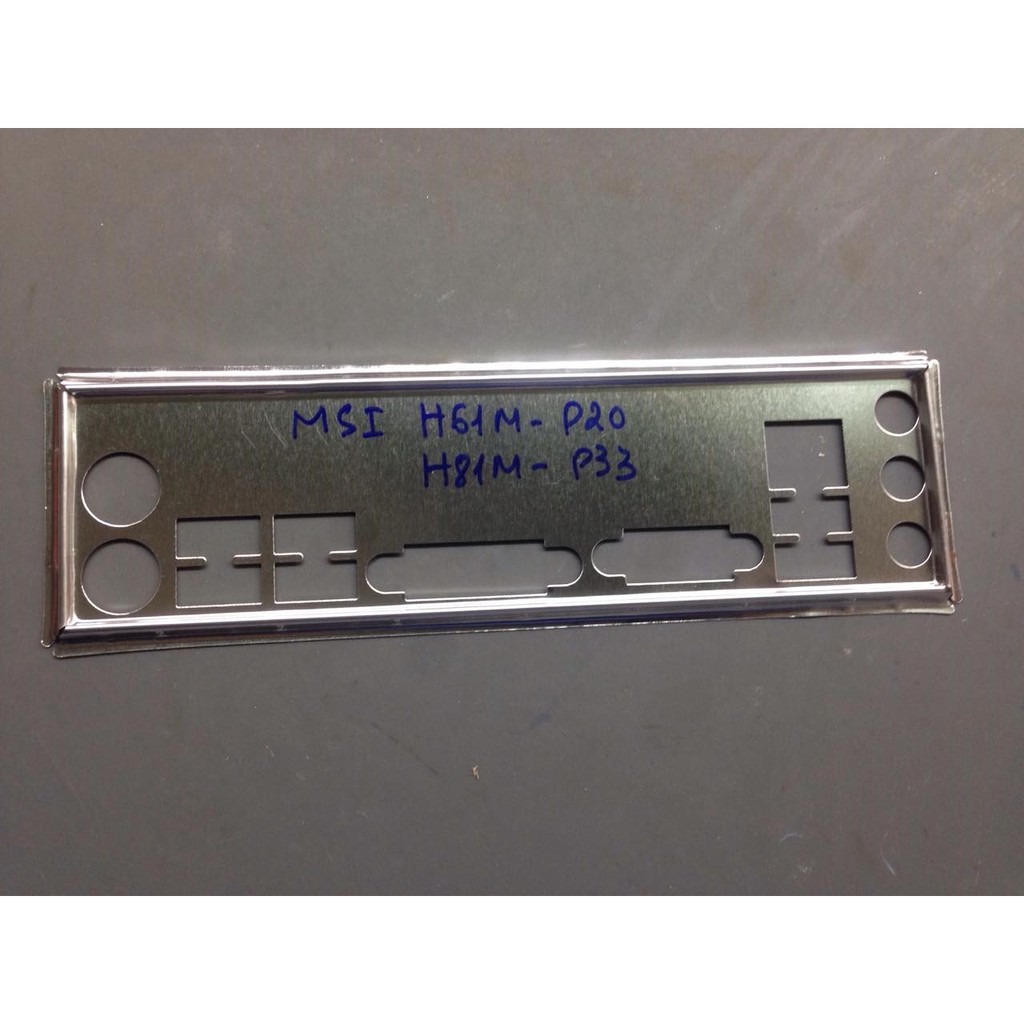 MSI H61M- P20
H81M- P33